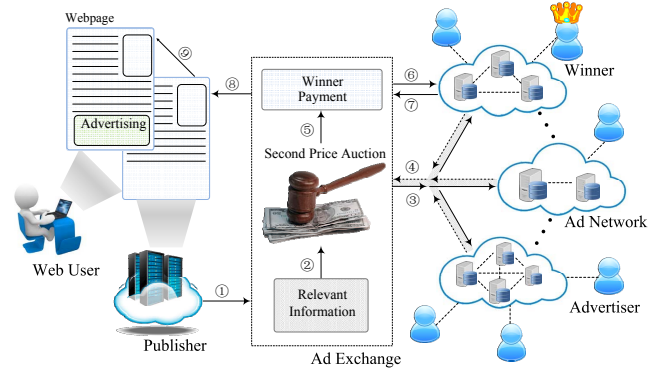 Webpage
⑨
Advertising
Web User
Publisher
①
⑧
Winner
Payment
⑤
Second Price Auction
②
Relevant
Information
Ad Exchange
⑥
⑦
④
③
Winner
Ad Network
Advertiser